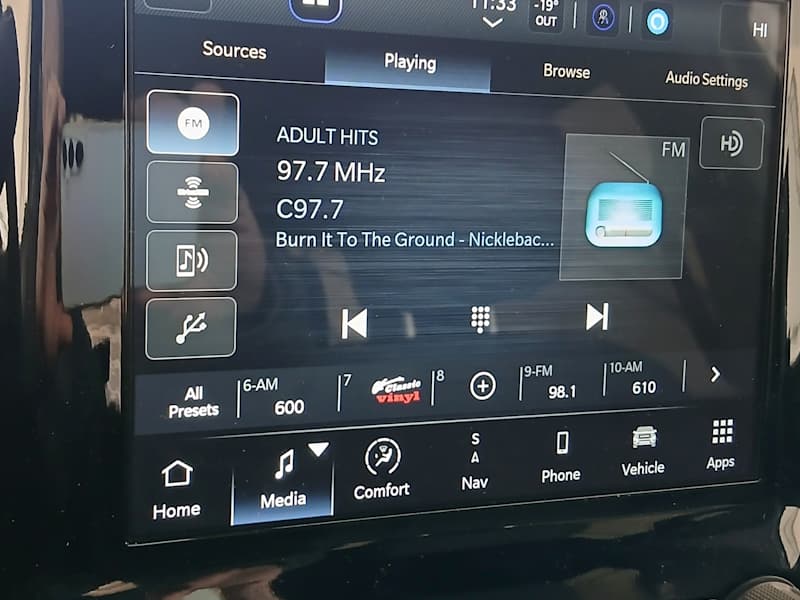 11:33
-19°
OUT
HI
Sources
Playing
Browse
Audio Settings
FM
ADULT HITS
97.7 MHz
C97.7
Burn It To The Ground - Nicklebac...
FM
HD
All
Presets
6-AM
600
7
Classic
vinyl
8
9-FM
98.1
10-AM
610
Home
Media
Comfort
S
A
Nav
Phone
Vehicle
Apps